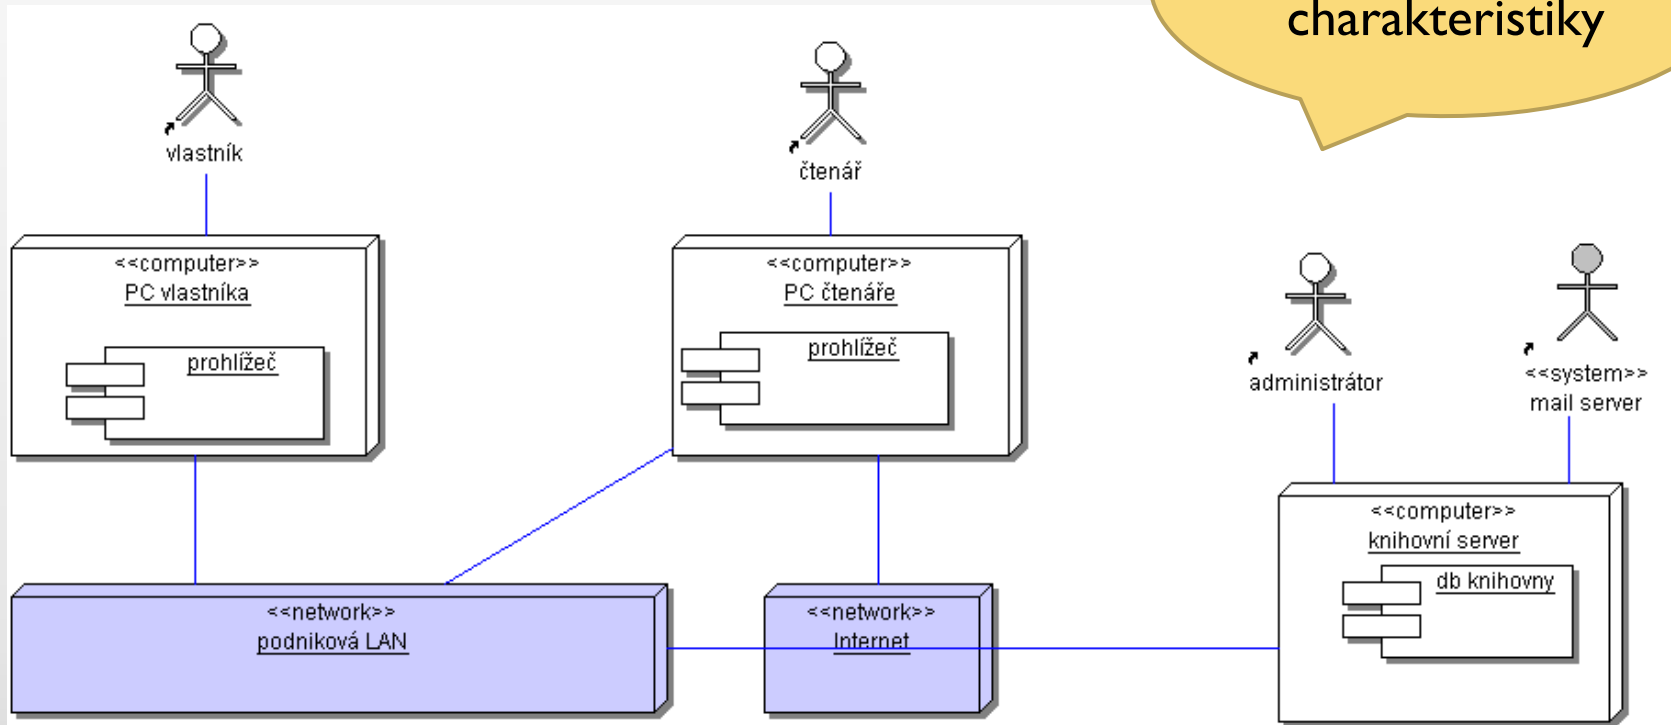 charakteristiky
vlastník
čtenář
<<computer>>
PC vlastníka
prohlížeč
<<computer>>
PC čtenáře
prohlížeč
administrátor
<<system>>
mail server
<<computer>>
knihovní server
db knihovny
<<network>>
podniková LAN
<<network>>
Internet